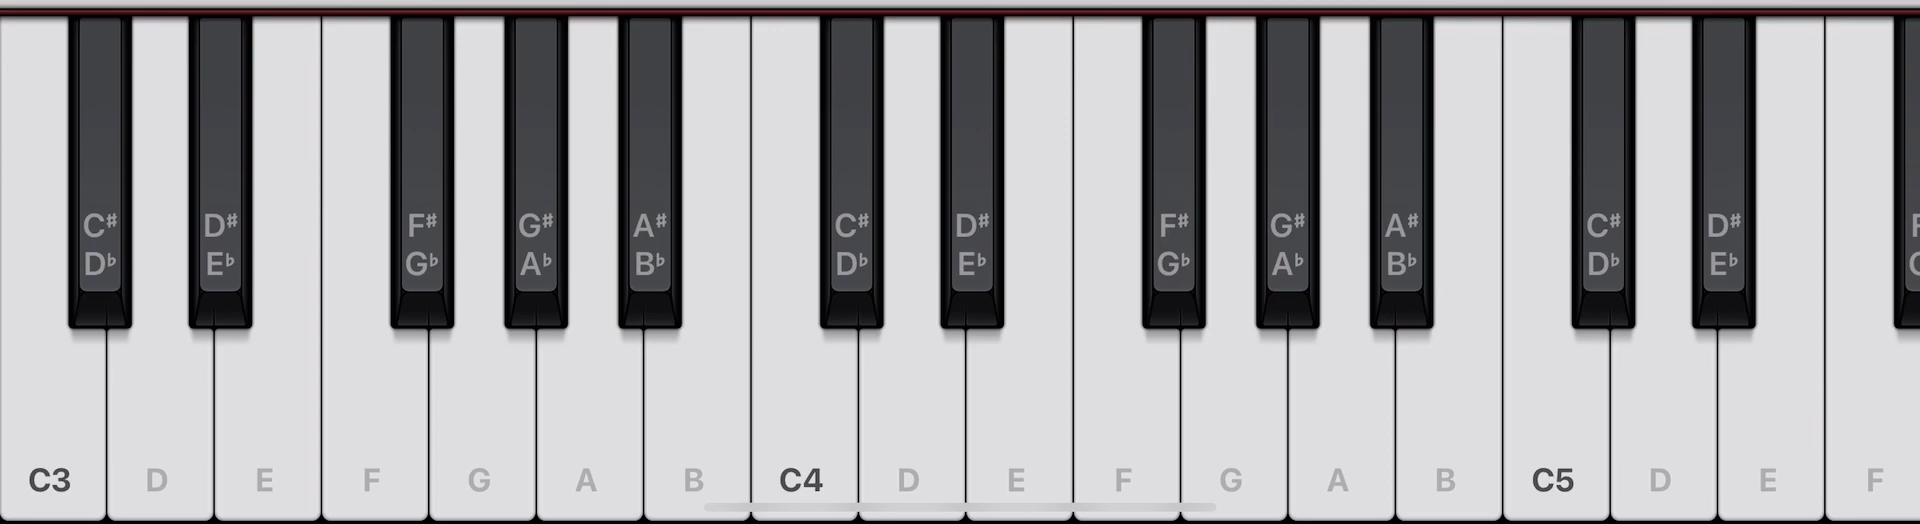 C♯ D♯ F♯ G♯ A♯ C♯ D♯ F♯ G♯ A♯ C♯ D♯
D♭ E♭ G♭ A♭ B♭ D♭ E♭ G♭ A♭ B♭ D♭ E♭
C3 D E F G A B C4 D E F G A B C5 D E F